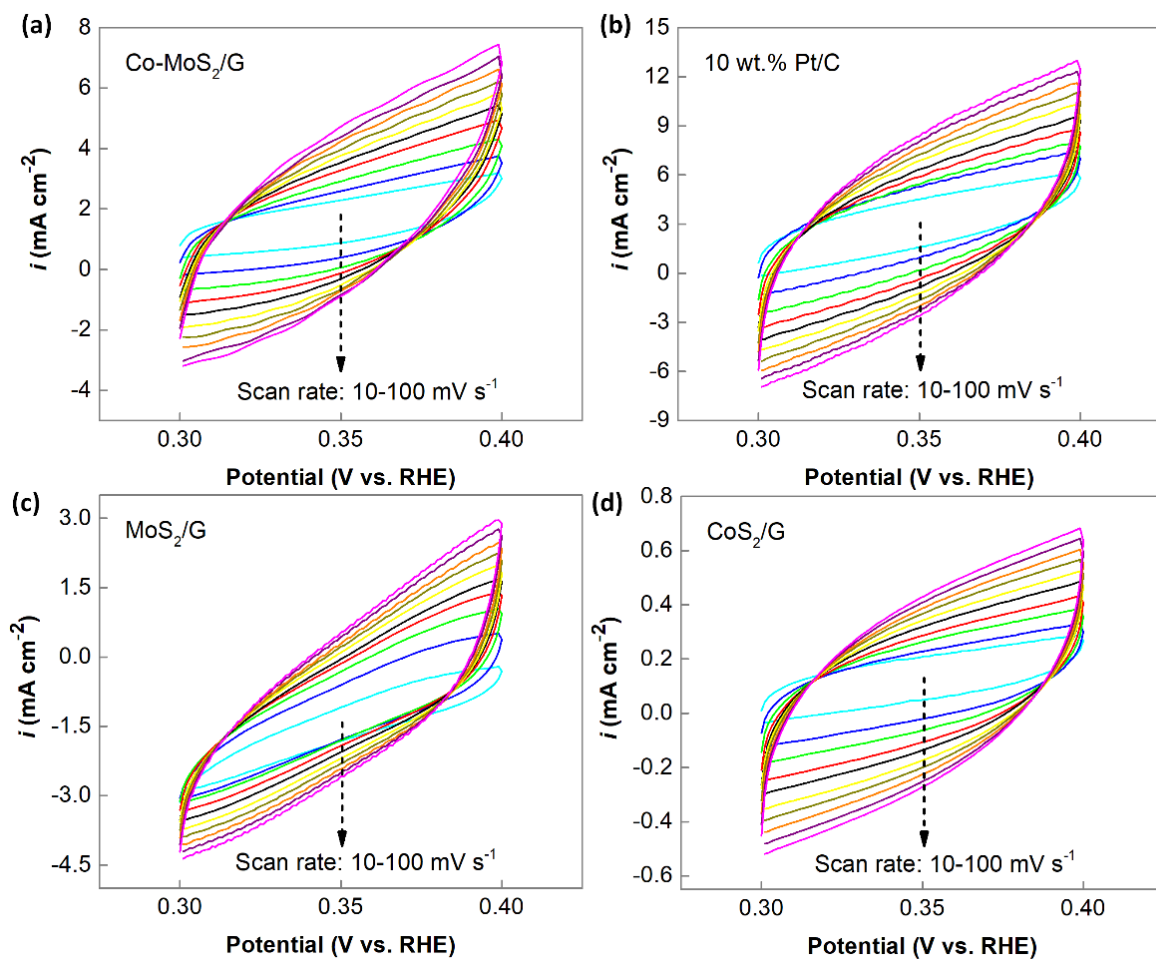 (a)
Co-MoS₂/G
8
6
4
2
0
-2
-4
i (mA cm⁻²)
Scan rate: 10-100 mV s⁻¹
0.30 0.35 0.40
Potential (V vs. RHE)
(b)
10 wt.% Pt/C
15
12
9
6
3
0
-3
-6
-9
i (mA cm⁻²)
Scan rate: 10-100 mV s⁻¹
0.30 0.35 0.40
Potential (V vs. RHE)
(c)
MoS₂/G
3.0
1.5
0.0
-1.5
-3.0
-4.5
i (mA cm⁻²)
Scan rate: 10-100 mV s⁻¹
0.30 0.35 0.40
Potential (V vs. RHE)
(d)
CoS₂/G
0.8
0.6
0.4
0.2
0.0
-0.2
-0.4
-0.6
i (mA cm⁻²)
Scan rate: 10-100 mV s⁻¹
0.30 0.35 0.40
Potential (V vs. RHE)